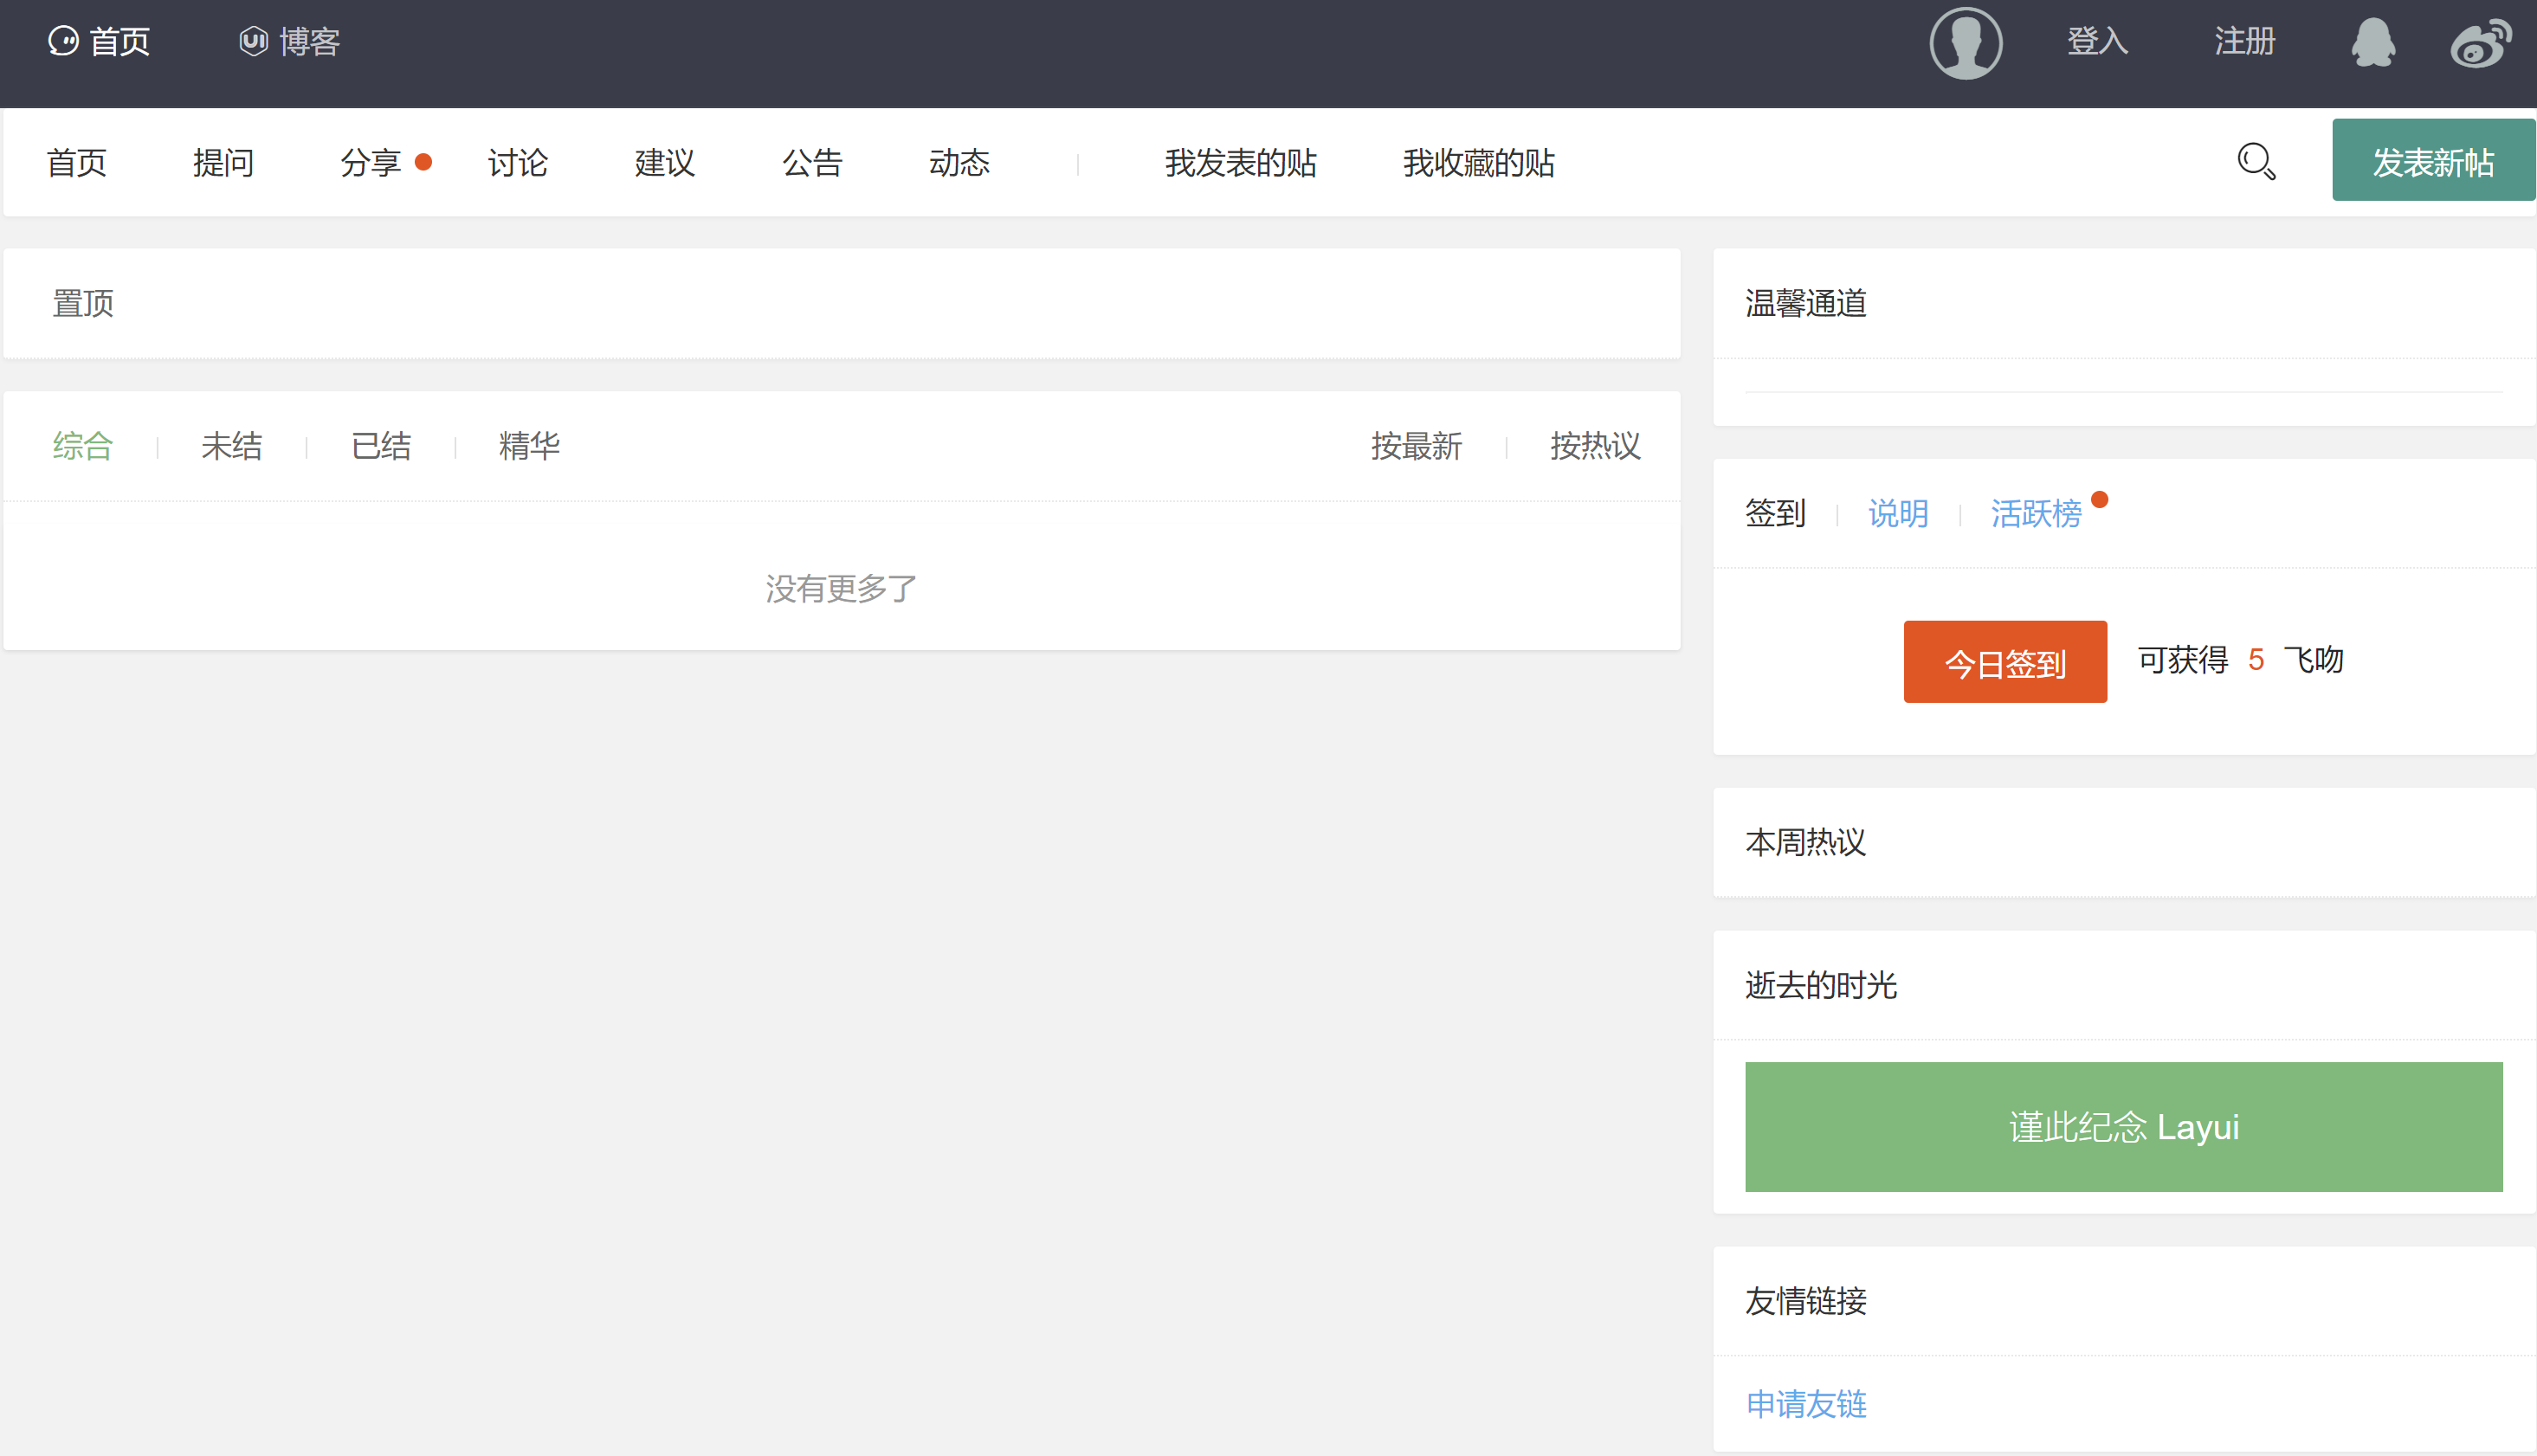 首页 博客 登入 注册
首页 提问 分享 讨论 建议 公告 动态 我发表的贴 我收藏的贴 发表新帖
置顶
综合 未结 已结 精华 按最新 按热议
没有更多了
温馨通道
签到 说明 活跃榜
今日签到 可获得 5 飞吻
本周热议
逝去的时光
谨此纪念 Layui
友情链接
申请友链